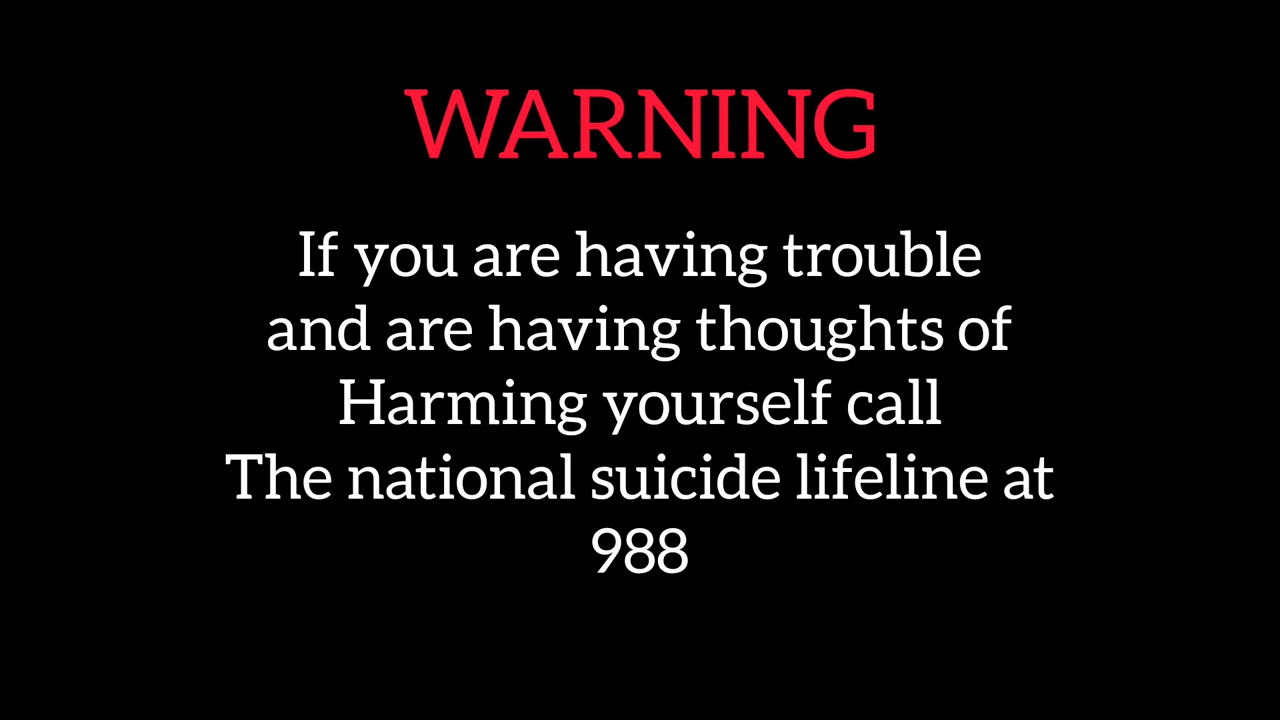 WARNING
If you are having trouble
and are having thoughts of
Harming yourself call
The national suicide lifeline at
988